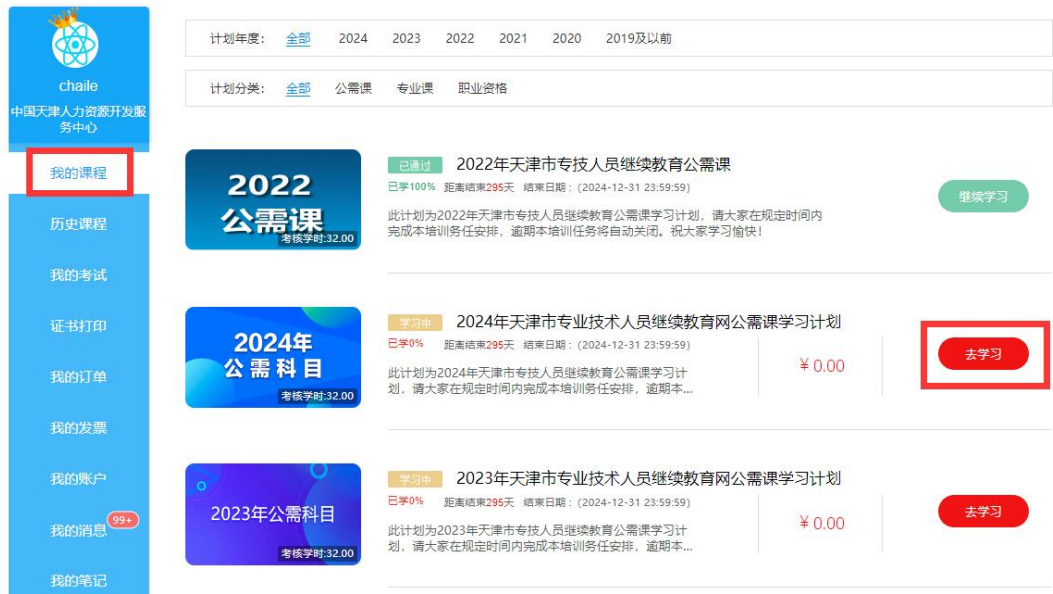 chaile
中国天津人力资源开发服
务中心
我的课程
历史课程
我的考试
证书打印
我的订单
我的发票
我的账户
我的消息 99+
我的笔记
计划年度： 全部 2024 2023 2022 2021 2020 2019及以前
计划分类： 全部 公需课 专业课 职业资格
2022
公需课
考核学时:32.00
已通过 2022年天津市专技人员继续教育公需课
已学100% 距离结束295天 结束日期：(2024-12-31 23:59:59)
此计划为2022年天津市专技人员继续教育公需课学习计划，请大家在规定时间内
完成本培训务任安排，逾期本培训任务将自动关闭。祝大家学习愉快！
继续学习
2024年
公需科目
考核学时:32.00
学习中 2024年天津市专业技术人员继续教育网公需课学习计划
已学0% 距离结束295天 结束日期：(2024-12-31 23:59:59)
此计划为2024年天津市专技人员继续教育公需课学习计
划，请大家在规定时间内完成本培训务任安排，逾期本...
￥0.00
去学习
2023年公需科目
考核学时:32.00
学习中 2023年天津市专业技术人员继续教育网公需课学习计划
已学0% 距离结束295天 结束日期：(2024-12-31 23:59:59)
此计划为2023年天津市专技人员继续教育公需课学习计
划，请大家在规定时间内完成本培训务任安排，逾期本...
￥0.00
去学习